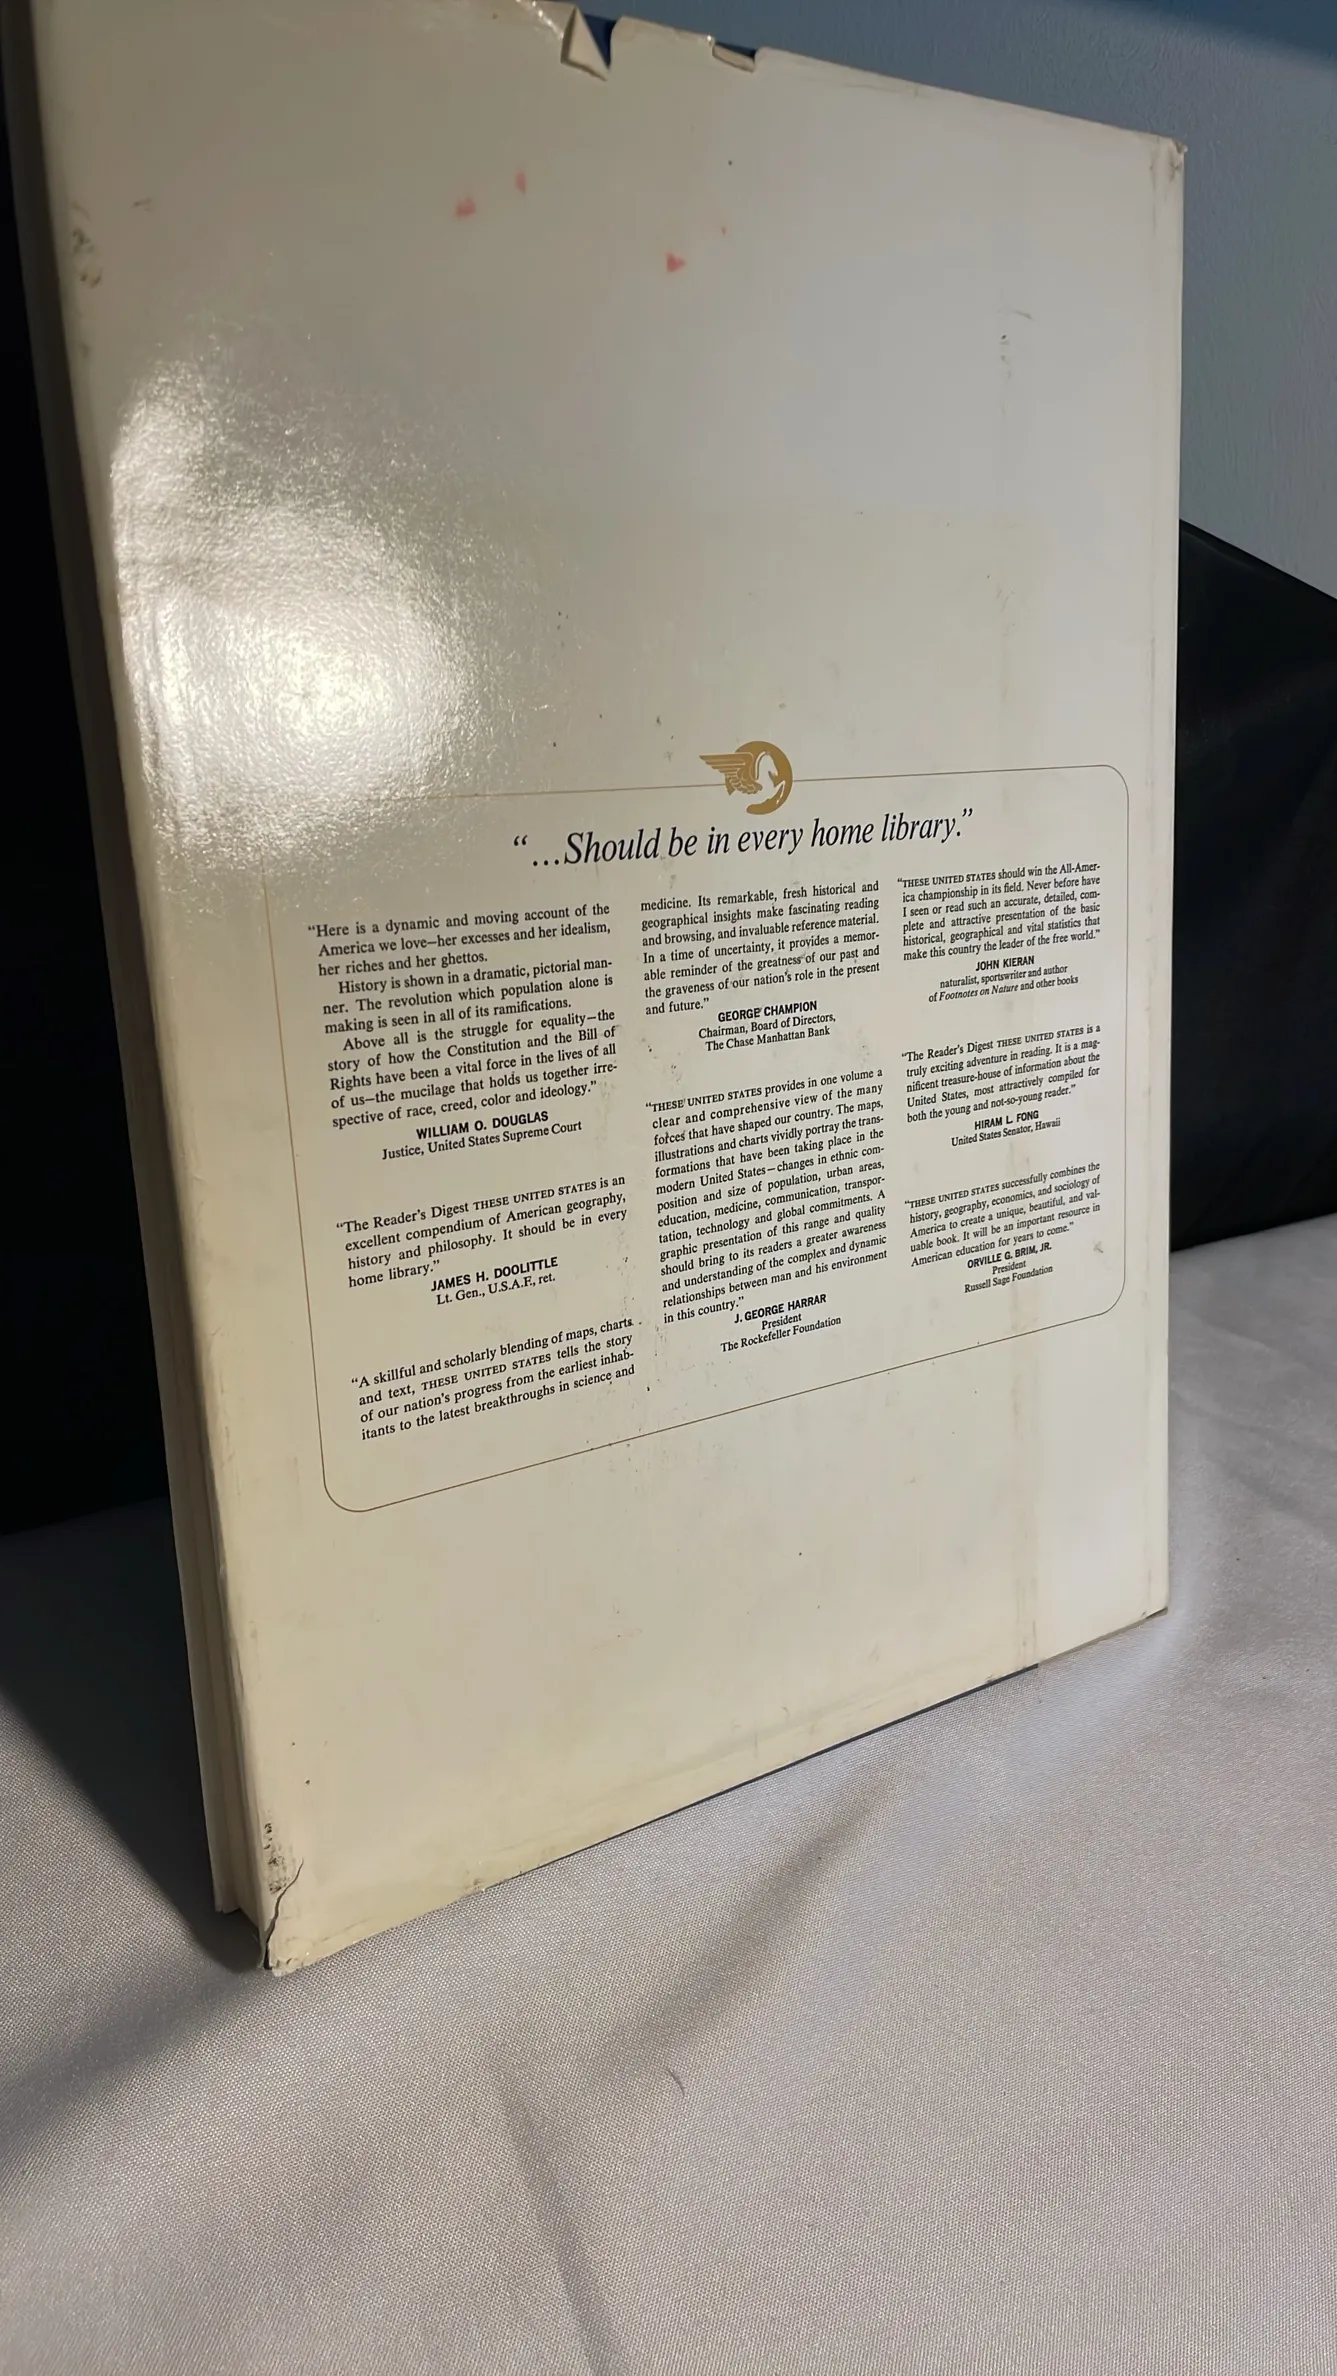 “...Should be in every home library.”
“Here is a dynamic and moving account of the
America we love—her excesses and her idealism,
her riches and her ghettos.
History is shown in a dramatic, pictorial man-
ner. The revolution which population alone is
making is seen in all of its ramifications.
Above all is the struggle for equality—the
story of how the Constitution and the Bill of
Rights have been a vital force in the lives of all
of us—the mucilage that holds us together irre-
spective of race, creed, color and ideology.”
WILLIAM O. DOUGLAS
Justice, United States Supreme Court
“The Reader's Digest THESE UNITED STATES is an
excellent compendium of American geography,
history and philosophy. It should be in every
home library.”
JAMES H. DOOLITTLE
Lt. Gen., U.S.A.F., ret.
“A skillful and scholarly blending of maps, charts
and text, THESE UNITED STATES tells the story
of our nation's progress from the earliest inhab-
itants to the latest breakthroughs in science and
medicine. Its remarkable, fresh historical and
geographical insights make fascinating reading
and browsing, and invaluable reference material.
In a time of uncertainty, it provides a memor-
able reminder of the greatness of our past and
the graveness of our nation's role in the present
and future.”
GEORGE CHAMPION
Chairman, Board of Directors,
The Chase Manhattan Bank
“THESE UNITED STATES provides in one volume a
clear and comprehensive view of the many
forces that have shaped our country. The maps,
illustrations and charts vividly portray the trans-
formations that have been taking place in the
modern United States—changes in ethnic com-
position and size of population, urban areas,
education, medicine, communication, transpor-
tation, technology and global commitments. A
graphic presentation of this range and quality
should bring to its readers a greater awareness
and understanding of the complex and dynamic
relationships between man and his environment
in this country.”
J. GEORGE HARRAR
President
The Rockefeller Foundation
“THESE UNITED STATES should win the All-Amer-
ica championship in its field. Never before have
I seen or read such an accurate, detailed, com-
plete and attractive presentation of the basic
historical, geographical and vital statistics that
make this country the leader of the free world.”
JOHN KIERAN
naturalist, sportswriter and author
of Footnotes on Nature and other books
“The Reader's Digest THESE UNITED STATES is a
truly exciting adventure in reading. It is a mag-
nificent treasure-house of information about the
United States, most attractively compiled for
both the young and not-so-young reader.”
HIRAM L. FONG
United States Senator, Hawaii
“THESE UNITED STATES successfully combines the
history, geography, economics, and sociology of
America to create a unique, beautiful, and val-
uable book. It will be an important resource in
American education for years to come.”
ORVILLE G. BRIM, JR.
President
Russell Sage Foundation